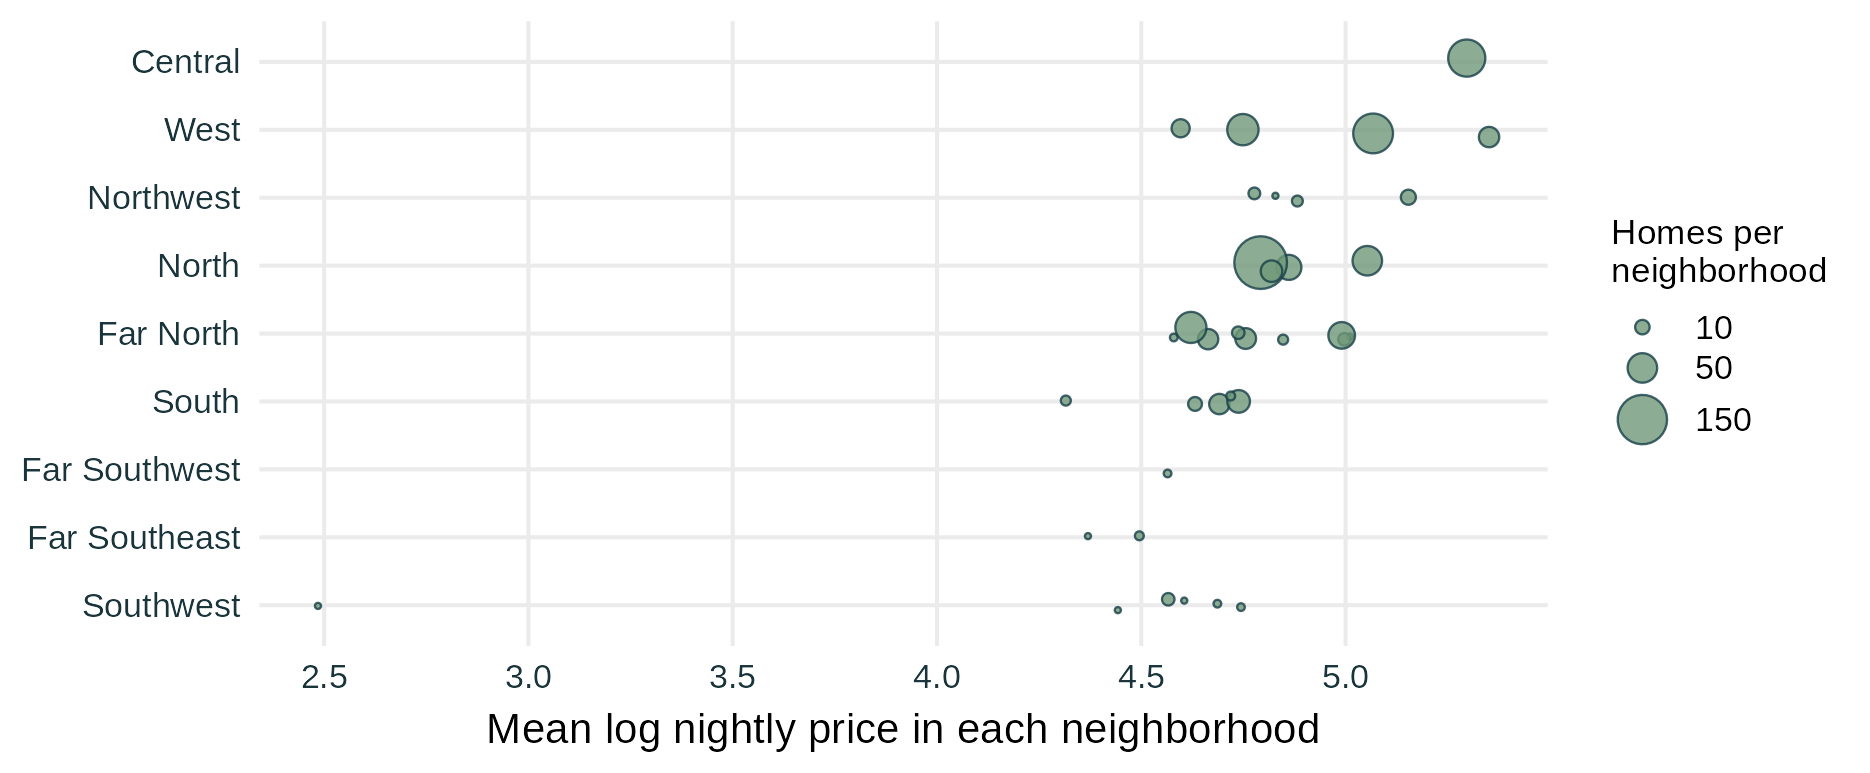 Central
West
Northwest
North
Far North
South
Far Southwest
Far Southeast
Southwest
2.5 3.0 3.5 4.0 4.5 5.0
Mean log nightly price in each neighborhood
Homes per
neighborhood
10
50
150